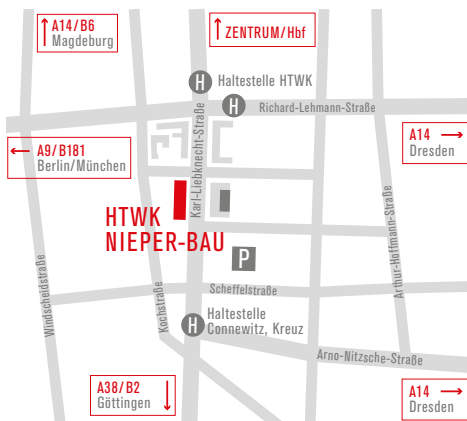 A14/B6
Magdeburg
ZENTRUM/Hbf
H
Haltestelle HTWK
H
Richard-Lehmann-Straße
A9/B181
Berlin/München
A14
Dresden
Karl-Liebknecht-Straße
HTWK
NIEPER-BAU
P
Windscheidstraße
Kochstraße
Arthur-Hoffmann-Straße
Scheffelstraße
H
Haltestelle
Connewitz, Kreuz
Arno-Nitzsche-Straße
A38/B2
Göttingen
A14
Dresden